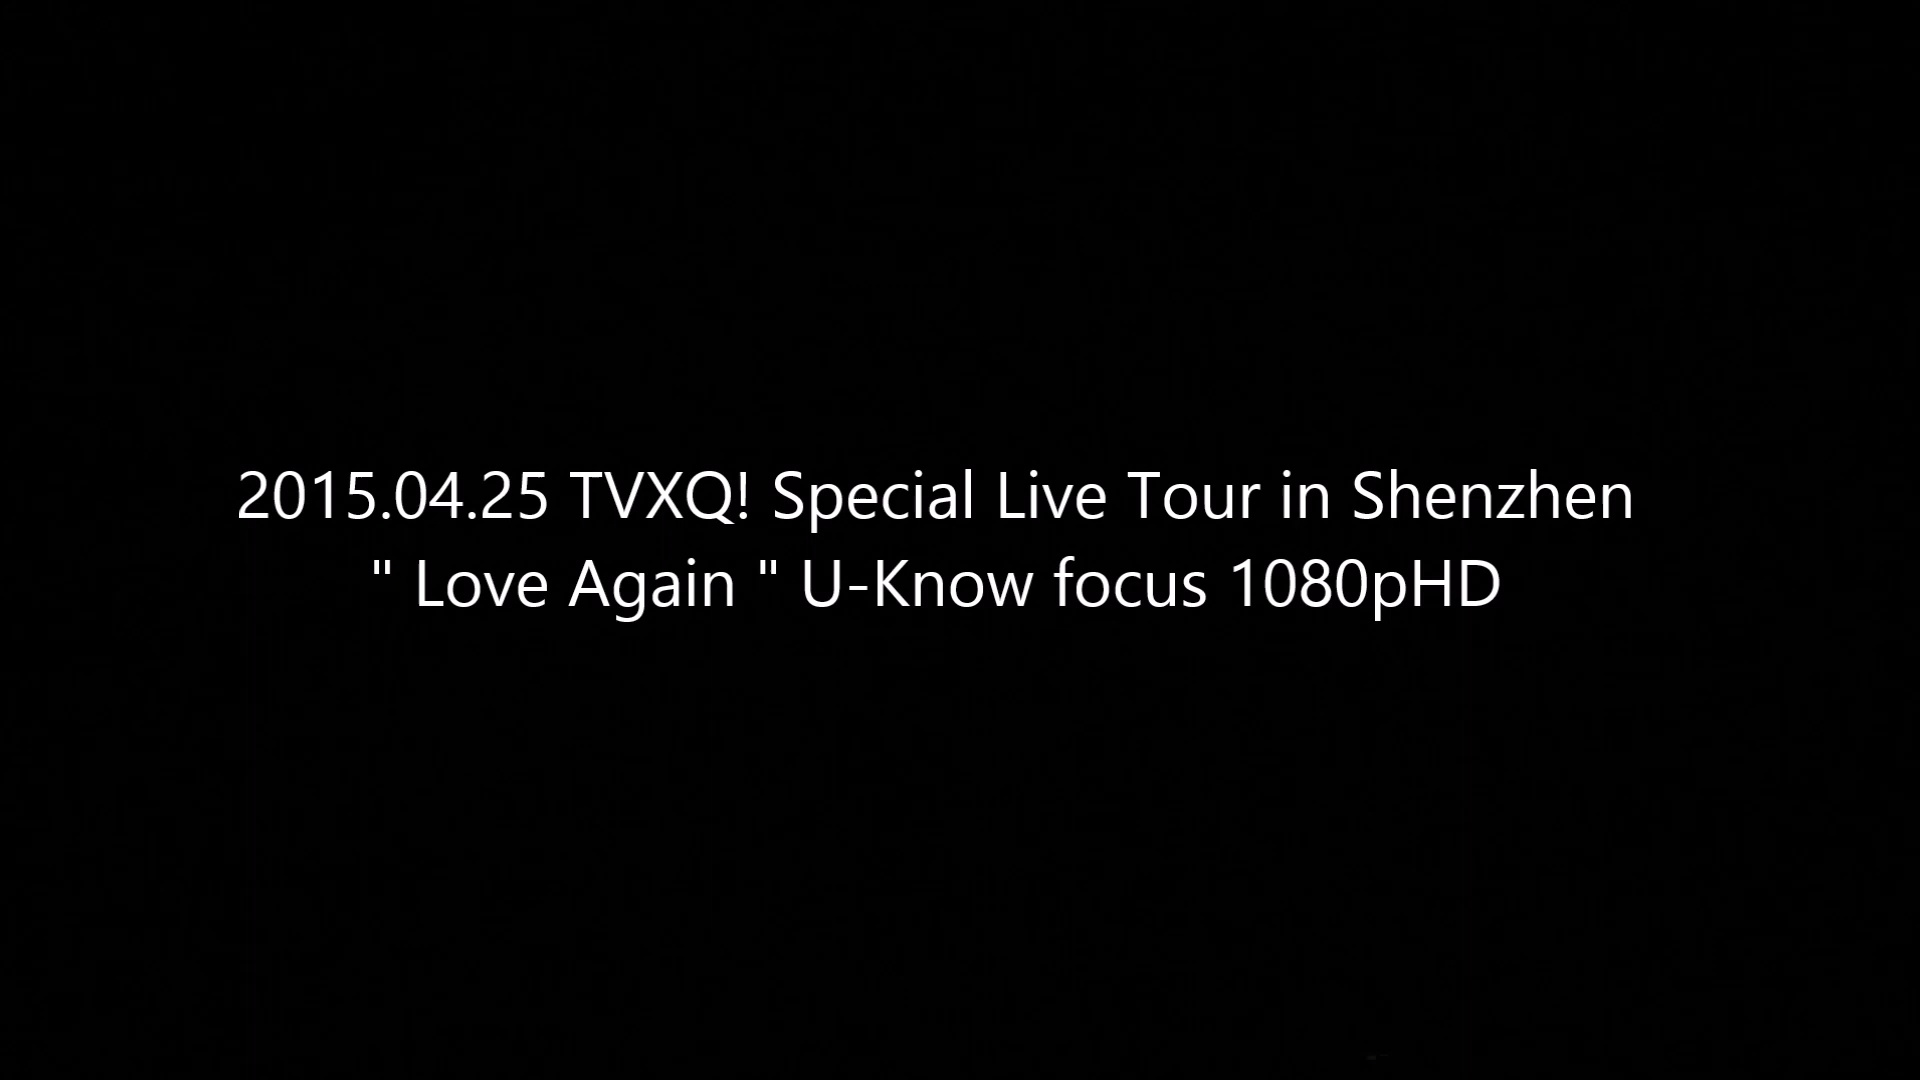 2015.04.25 TVXQ! Special Live Tour in Shenzhen
" Love Again " U-Know focus 1080pHD